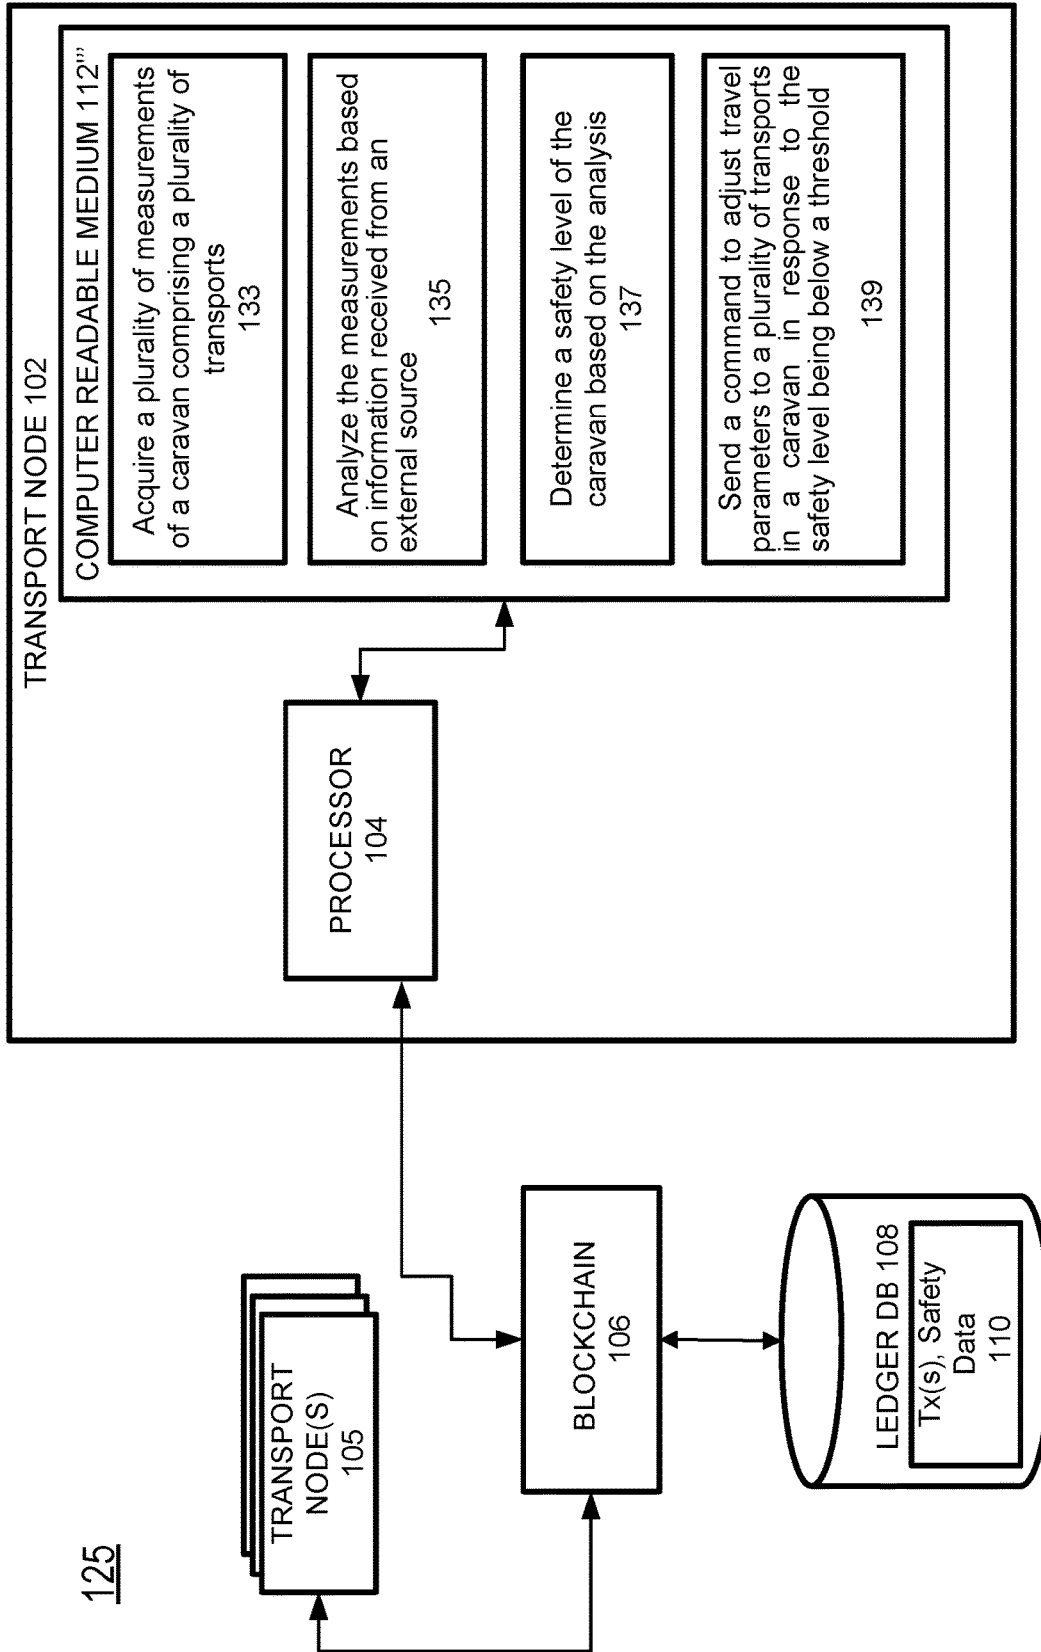 125
TRANSPORT
NODE(S)
105
BLOCKCHAIN
106
LEDGER DB 108
Tx(s), Safety
Data
110
TRANSPORT NODE 102
PROCESSOR
104
COMPUTER READABLE MEDIUM 112'''
Acquire a plurality of measurements
of a caravan comprising a plurality of
transports
133
Analyze the measurements based
on information received from an
external source
135
Determine a safety level of the
caravan based on the analysis
137
Send a command to adjust travel
parameters to a plurality of transports
in a caravan in response to the
safety level being below a threshold
139